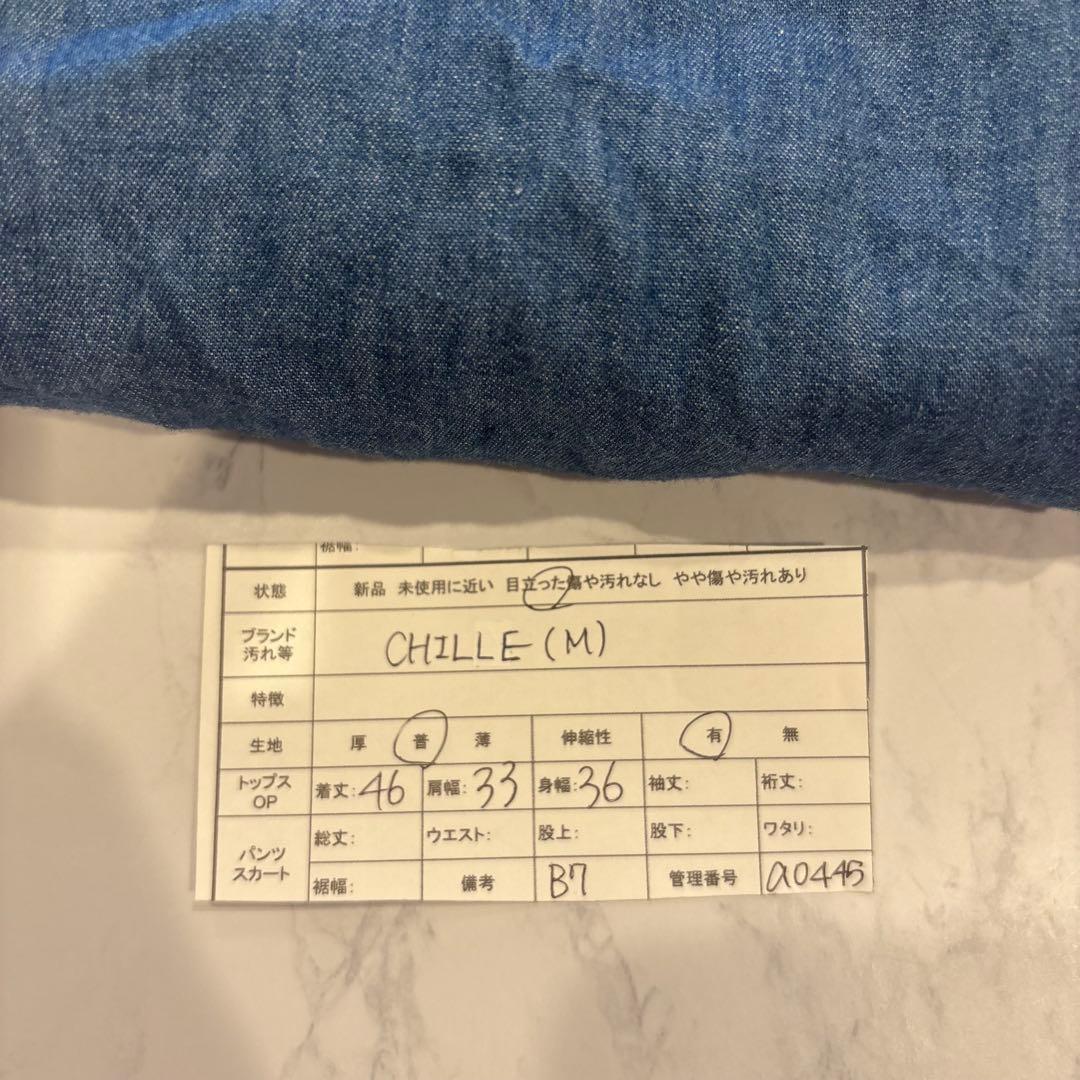 裾幅:
状態 新品 未使用に近い 目立った傷や汚れなし やや傷や汚れあり
ブランド
汚れ等
CHILLE (M)
特徴
生地 厚 普 薄 伸縮性 有 無
トップス
OP
着丈:46 肩幅:33 身幅:36 袖丈: 裄丈:
パンツ
スカート
総丈: ウエスト: 股上: 股下: ワタリ:
裾幅: 備考 B7 管理番号 a0445